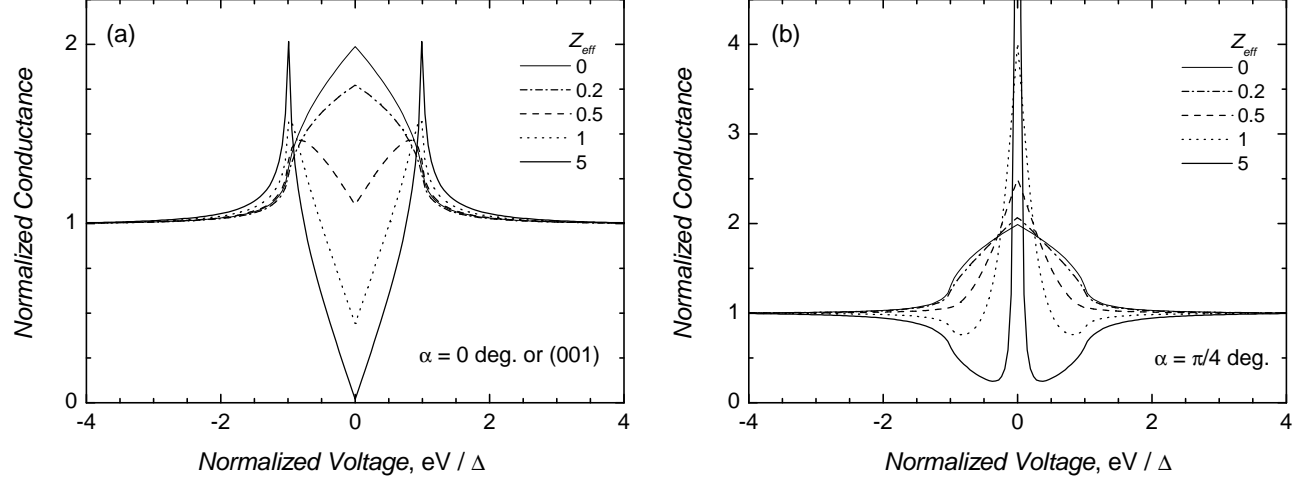 (a)
Z_eff
0
0.2
0.5
1
5
2
1
0
Normalized Conductance
α = 0 deg. or (001)
-4 -2 0 2 4
Normalized Voltage, eV / Δ
(b)
Z_eff
0
0.2
0.5
1
5
4
3
2
1
0
Normalized Conductance
α = π/4 deg.
-4 -2 0 2 4
Normalized Voltage, eV / Δ